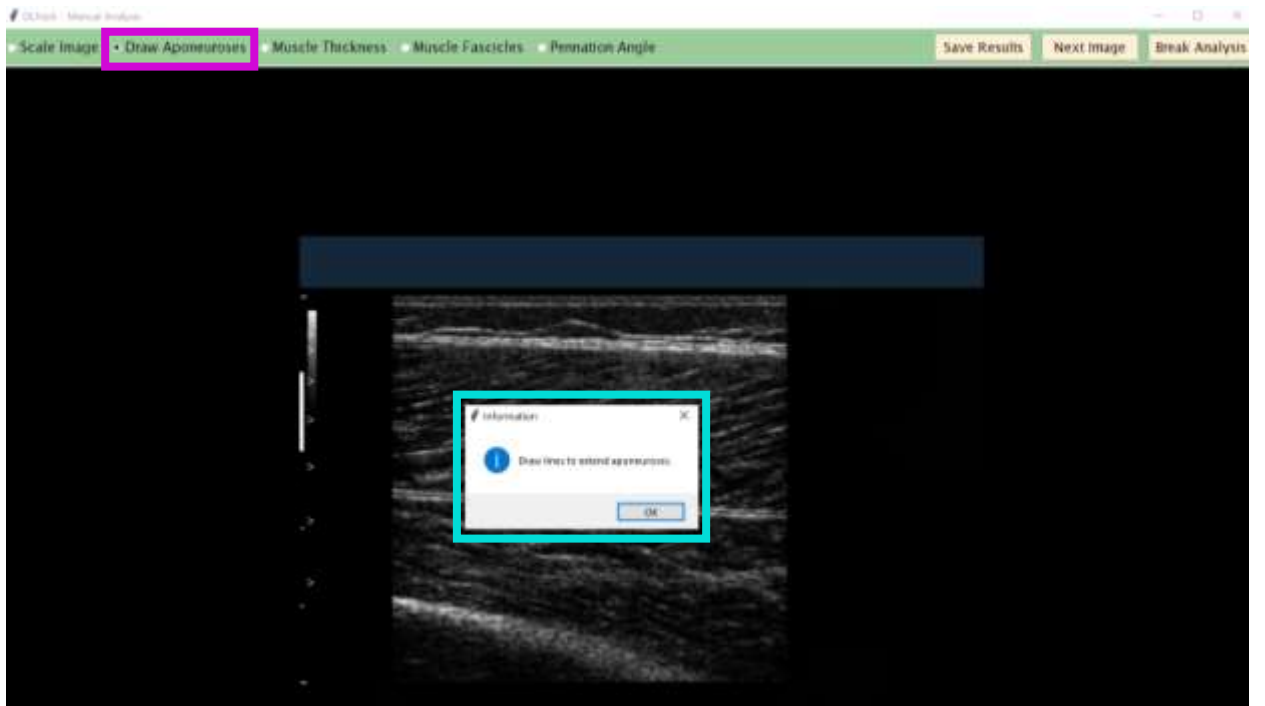 DLTrack - Manual Analysis
Scale Image Draw Aponeuroses Muscle Thickness Muscle Fascicles Pennation Angle Save Results Next Image Break Analysis
Information
Draw lines to extend aponeurosis.
OK